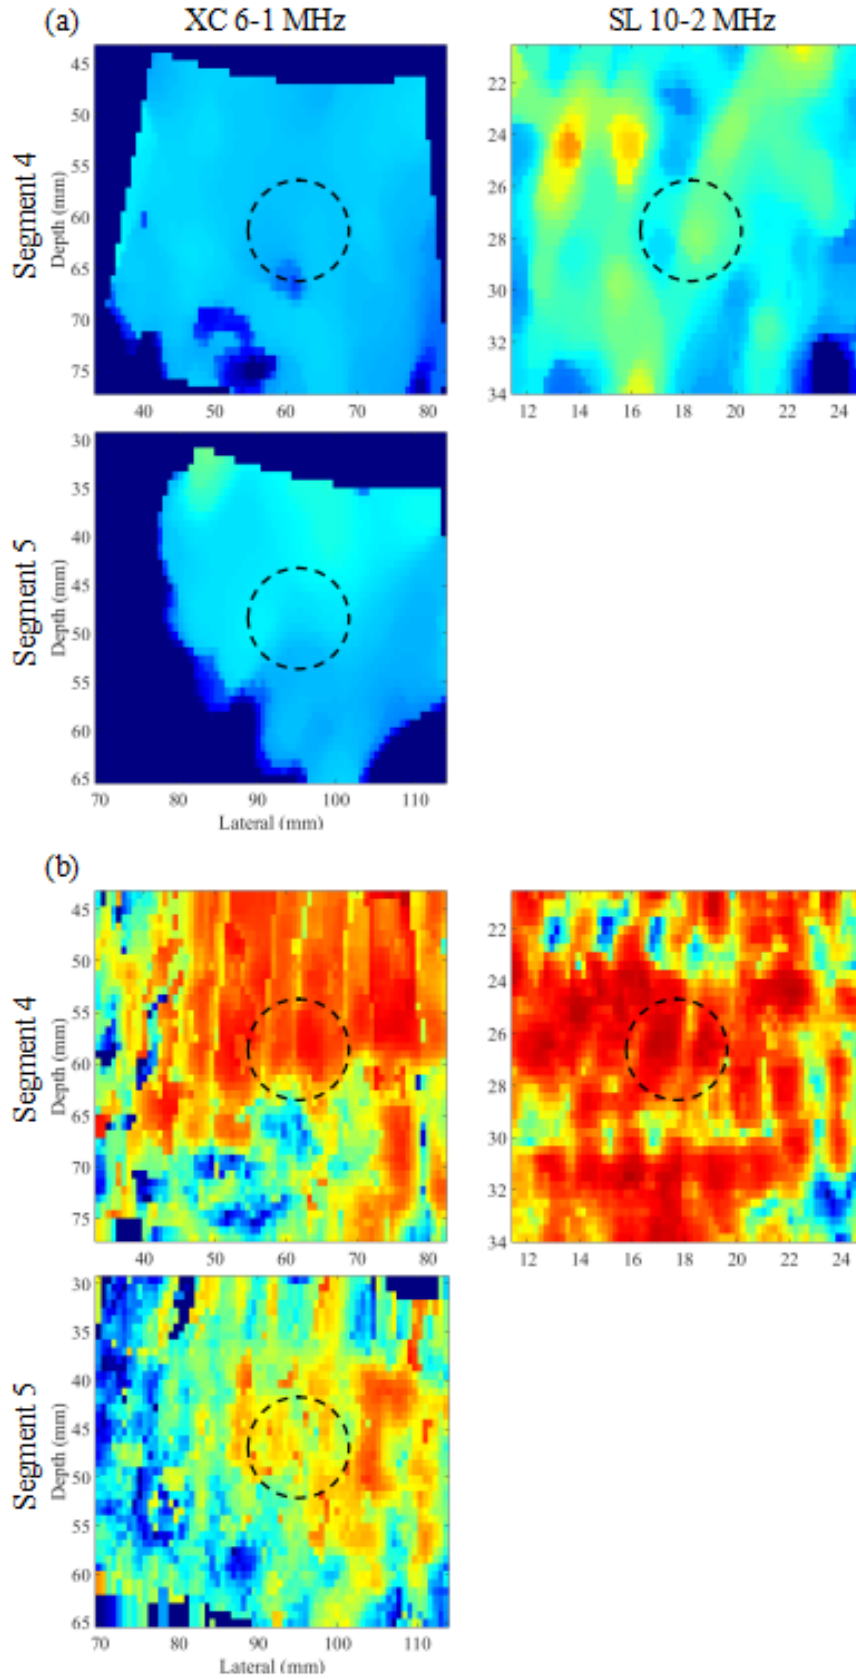 (a) XC 6-1 MHz SL 10-2 MHz
Segment 4
Depth (mm)
45
50
55
60
65
70
75
40 50 60 70 80
22
24
26
28
30
32
34
12 14 16 18 20 22 24
Segment 5
Depth (mm)
30
35
40
45
50
55
60
65
70 80 90 100 110
Lateral (mm)
(b)
Segment 4
Depth (mm)
45
50
55
60
65
70
75
40 50 60 70 80
22
24
26
28
30
32
34
12 14 16 18 20 22 24
Segment 5
Depth (mm)
30
35
40
45
50
55
60
65
70 80 90 100 110
Lateral (mm)